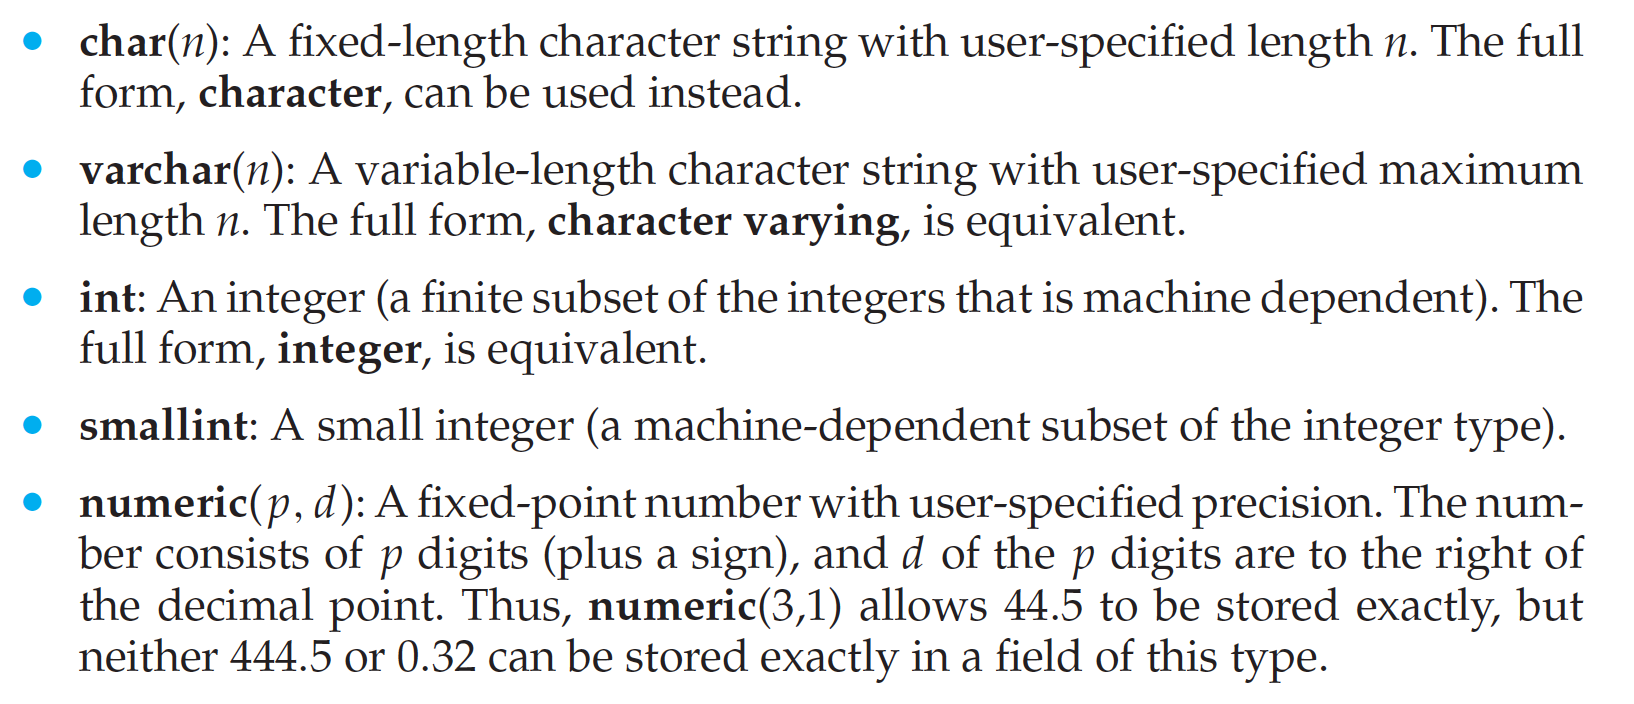 • char(n): A fixed-length character string with user-specified length n. The full
form, character, can be used instead.
• varchar(n): A variable-length character string with user-specified maximum
length n. The full form, character varying, is equivalent.
• int: An integer (a finite subset of the integers that is machine dependent). The
full form, integer, is equivalent.
• smallint: A small integer (a machine-dependent subset of the integer type).
• numeric(p, d): A fixed-point number with user-specified precision. The num-
ber consists of p digits (plus a sign), and d of the p digits are to the right of
the decimal point. Thus, numeric(3,1) allows 44.5 to be stored exactly, but
neither 444.5 or 0.32 can be stored exactly in a field of this type.